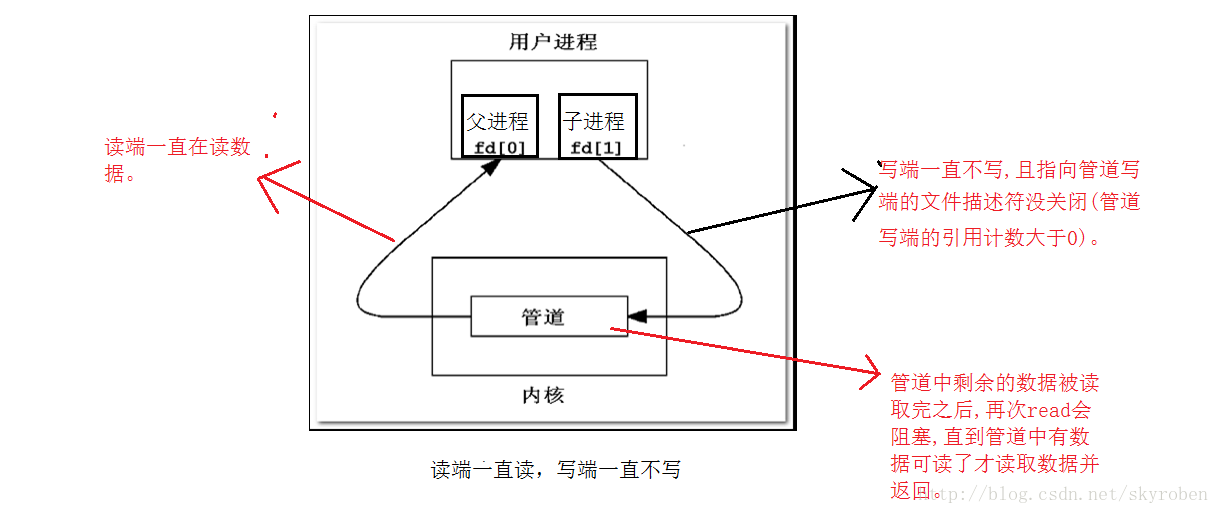 用户进程
父进程
fd[0]
子进程
fd[1]
读端一直在读数
据。
写端一直不写,且指向管道写
端的文件描述符没关闭(管道
写端的引用计数大于0)。
管道
内核
管道中剩余的数据被读
取完之后,再次read会
阻塞,直到管道中有数
据可读了才读取数据并
返回。
http://blog.csdn.net/skyroben
读端一直读，写端一直不写